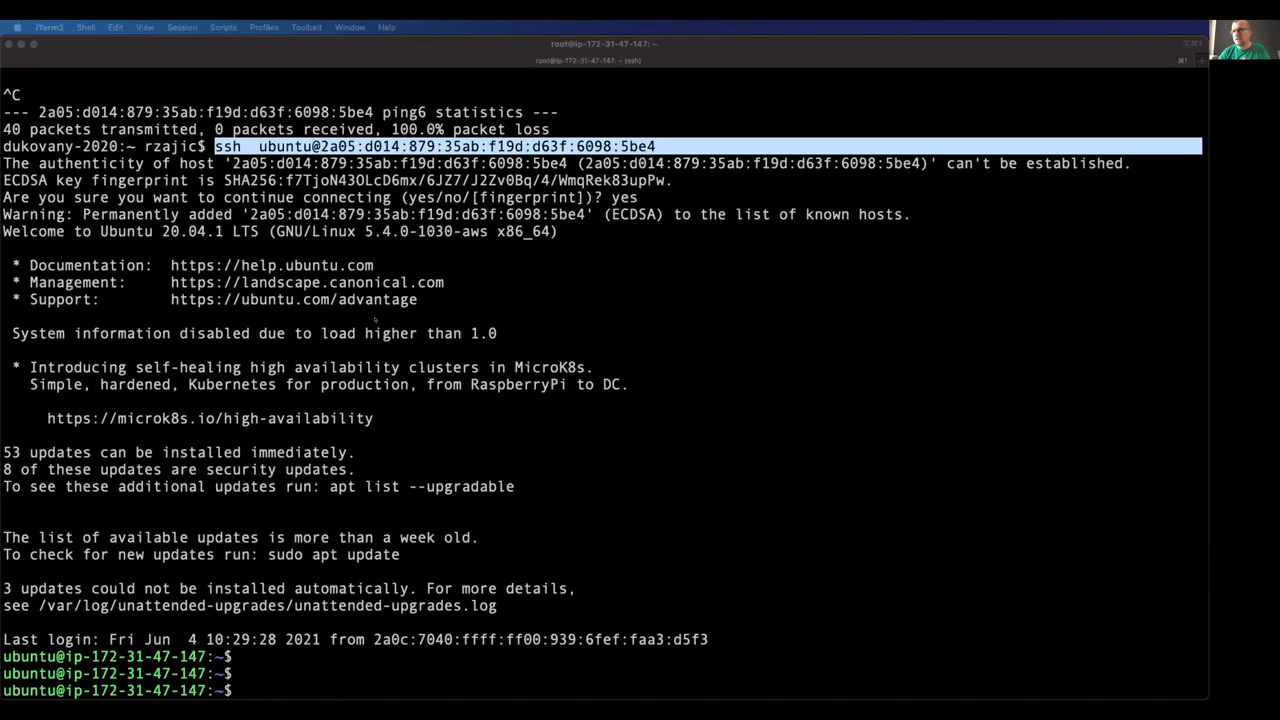 iTerm2 Shell Edit View Session Scripts Profiles Toolbelt Window Help
root@ip-172-31-47-147: ~ ⌥⌘1
root@ip-172-31-47-147: ~ (ssh) ⌘1 +
^C
--- 2a05:d014:879:35ab:f19d:d63f:6098:5be4 ping6 statistics ---
40 packets transmitted, 0 packets received, 100.0% packet loss
dukovany-2020:~ rzajic$ ssh  ubuntu@2a05:d014:879:35ab:f19d:d63f:6098:5be4
The authenticity of host '2a05:d014:879:35ab:f19d:d63f:6098:5be4 (2a05:d014:879:35ab:f19d:d63f:6098:5be4)' can't be established.
ECDSA key fingerprint is SHA256:f7TjoN43OLcD6mx/6JZ7/J2Zv0Bq/4/WmqRek83upPw.
Are you sure you want to continue connecting (yes/no/[fingerprint])? yes
Warning: Permanently added '2a05:d014:879:35ab:f19d:d63f:6098:5be4' (ECDSA) to the list of known hosts.
Welcome to Ubuntu 20.04.1 LTS (GNU/Linux 5.4.0-1030-aws x86_64)
* Documentation:  https://help.ubuntu.com
* Management:     https://landscape.canonical.com
* Support:        https://ubuntu.com/advantage
System information disabled due to load higher than 1.0
* Introducing self-healing high availability clusters in MicroK8s.
Simple, hardened, Kubernetes for production, from RaspberryPi to DC.
https://microk8s.io/high-availability
53 updates can be installed immediately.
8 of these updates are security updates.
To see these additional updates run: apt list --upgradable
The list of available updates is more than a week old.
To check for new updates run: sudo apt update
3 updates could not be installed automatically. For more details,
see /var/log/unattended-upgrades/unattended-upgrades.log
Last login: Fri Jun  4 10:29:28 2021 from 2a0c:7040:ffff:ff00:939:6fef:faa3:d5f3
ubuntu@ip-172-31-47-147:~$
ubuntu@ip-172-31-47-147:~$
ubuntu@ip-172-31-47-147:~$